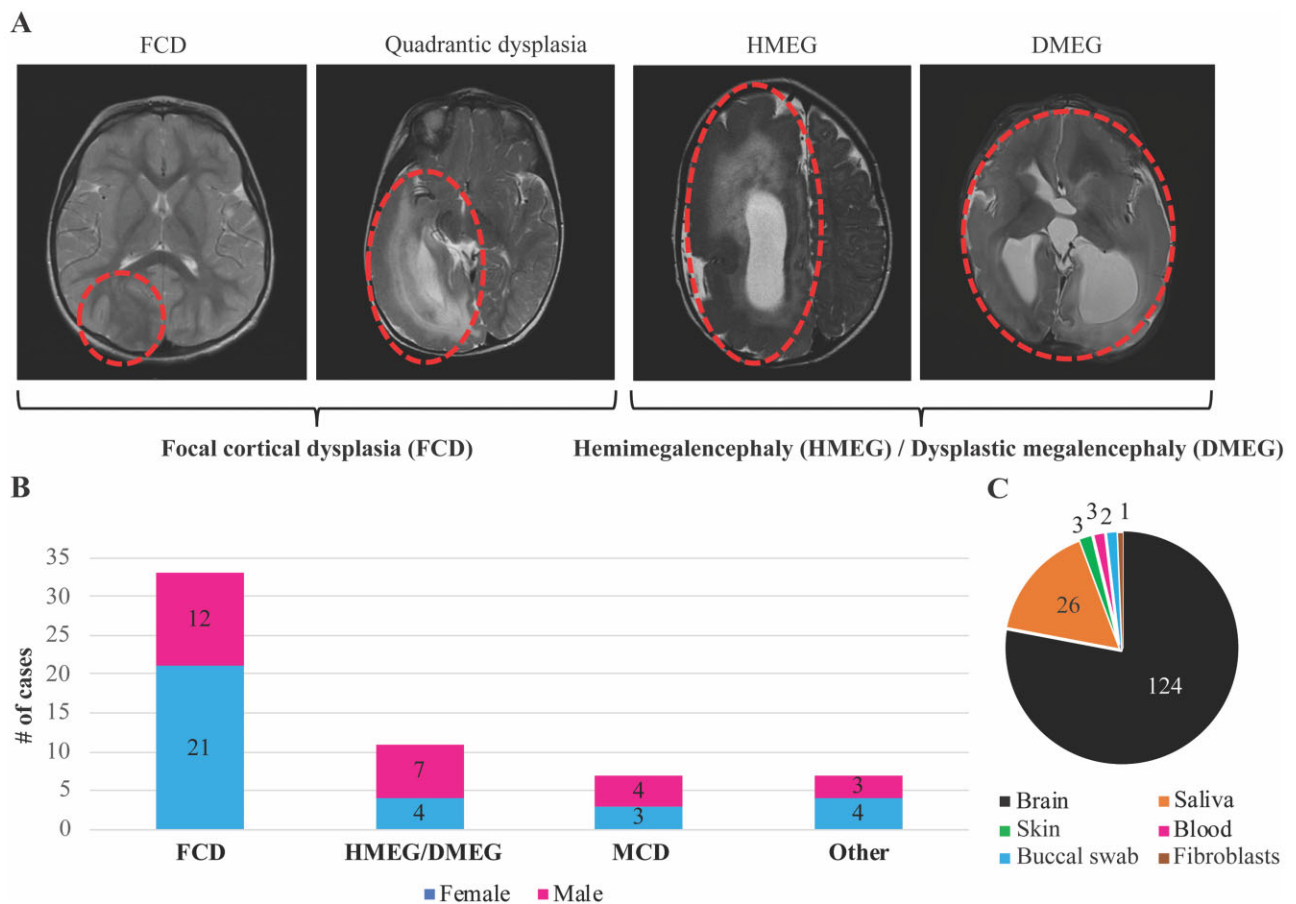 A
FCD
Quadrantic dysplasia
HMEG
DMEG
Focal cortical dysplasia (FCD)
Hemimegalencephaly (HMEG) / Dysplastic megalencephaly (DMEG)
B
# of cases
35
30
25
20
15
10
5
0
12
21
7
4
4
3
3
4
FCD
HMEG/DMEG
MCD
Other
Female
Male
C
3
3
2
1
26
124
Brain
Saliva
Skin
Blood
Buccal swab
Fibroblasts